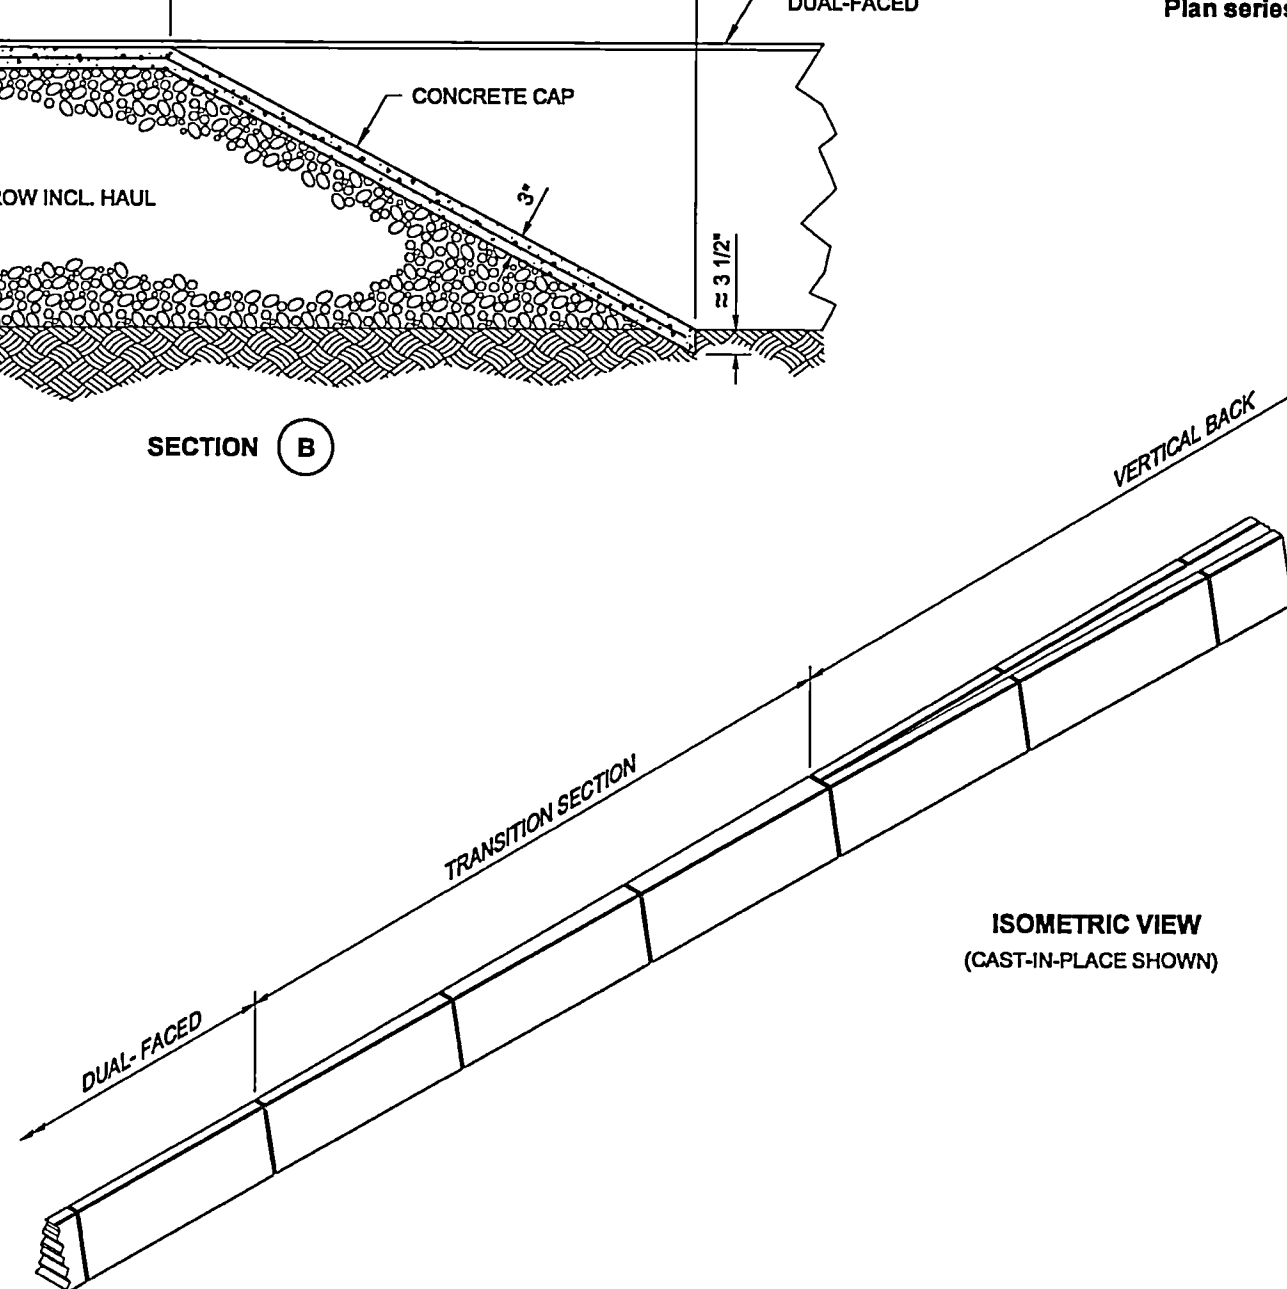 DUAL-FACED
Plan series
CONCRETE CAP
INCL. HAUL
3"
≈ 3 1/2"
SECTION B
VERTICAL BACK
TRANSITION SECTION
DUAL- FACED
ISOMETRIC VIEW
(CAST-IN-PLACE SHOWN)